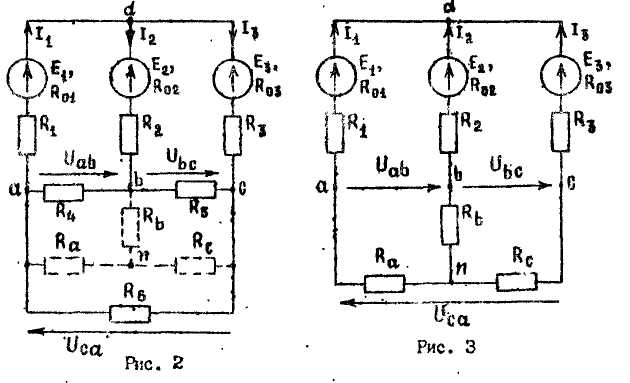 d
I1 I2 I3
E1, E2, E3,
R01 R02 R03
R1 R2 R3
Uab Ubc
a b c
R4 R5
Rb
Ra n Rc
R6
Uca
Рис. 2
d
I1 I2 I3
E1, E2, E3,
R01 R02 R03
R1 R2 R3
Uab Ubc
a b c
Rb
Ra n Rc
Uca
Рис. 3